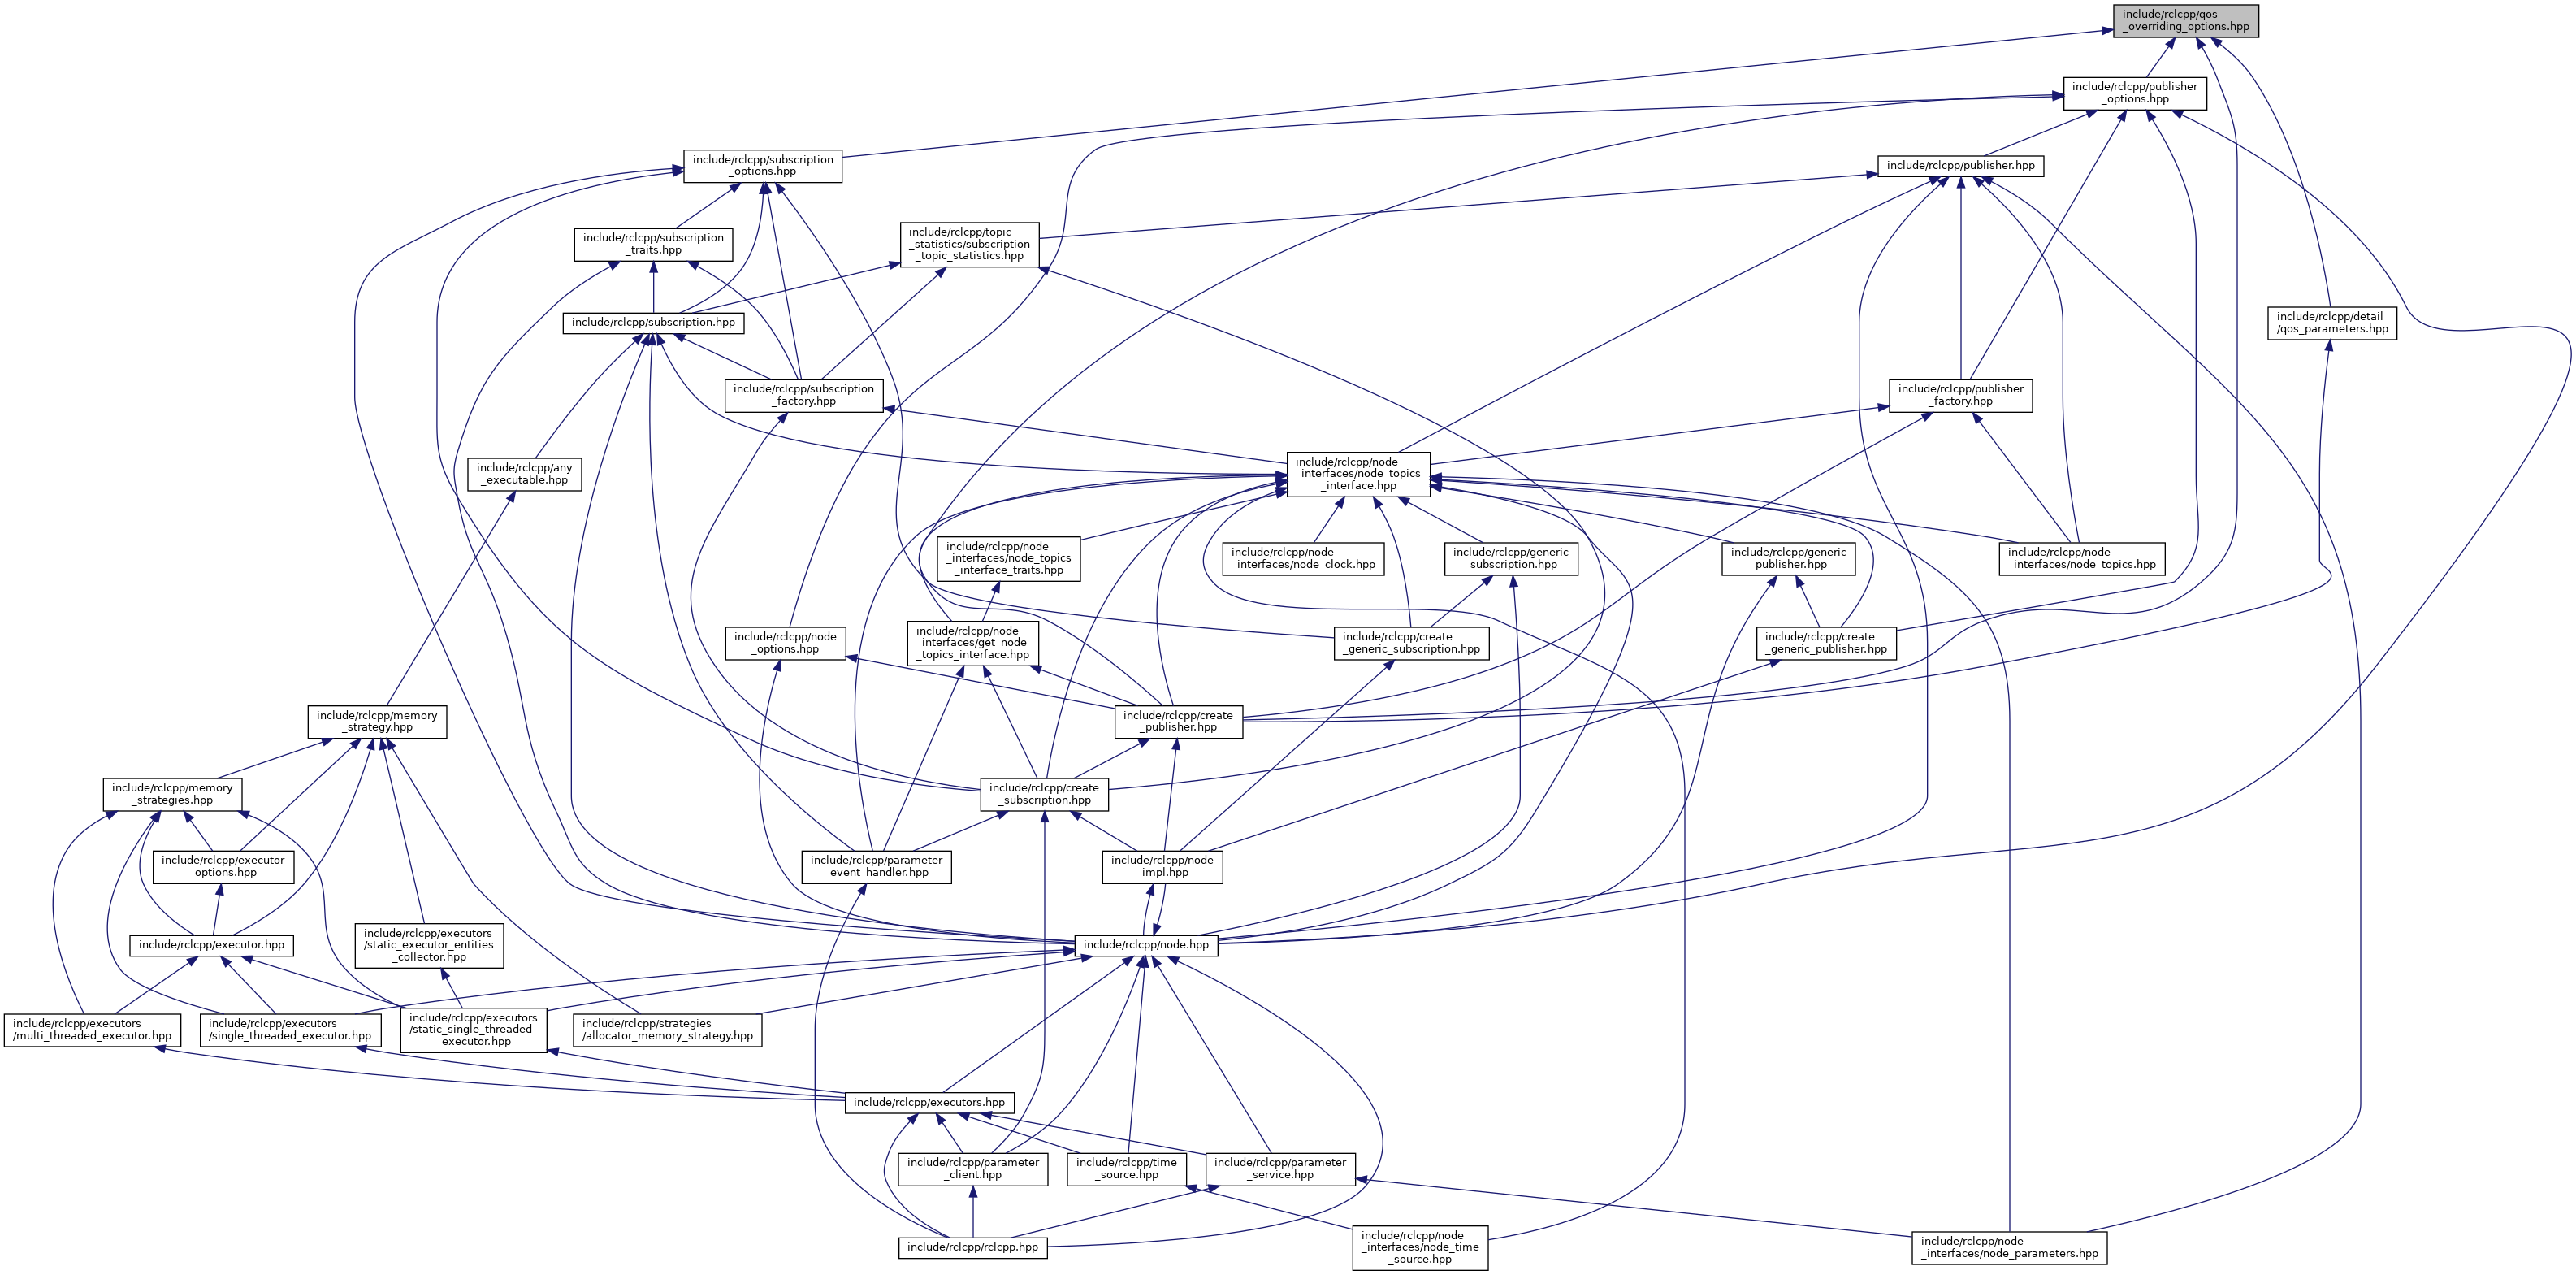 include/rclcpp/qos
_overriding_options.hpp
include/rclcpp/publisher
_options.hpp
include/rclcpp/subscription
_options.hpp
include/rclcpp/publisher.hpp
include/rclcpp/subscription
_traits.hpp
include/rclcpp/topic
_statistics/subscription
_topic_statistics.hpp
include/rclcpp/subscription.hpp
include/rclcpp/detail
/qos_parameters.hpp
include/rclcpp/subscription
_factory.hpp
include/rclcpp/publisher
_factory.hpp
include/rclcpp/any
_executable.hpp
include/rclcpp/node
_interfaces/node_topics
_interface.hpp
include/rclcpp/node
_interfaces/node_topics
_interface_traits.hpp
include/rclcpp/node
_interfaces/node_clock.hpp
include/rclcpp/generic
_subscription.hpp
include/rclcpp/generic
_publisher.hpp
include/rclcpp/node
_interfaces/node_topics.hpp
include/rclcpp/node
_options.hpp
include/rclcpp/node
_interfaces/get_node
_topics_interface.hpp
include/rclcpp/create
_generic_subscription.hpp
include/rclcpp/create
_generic_publisher.hpp
include/rclcpp/memory
_strategy.hpp
include/rclcpp/create
_publisher.hpp
include/rclcpp/memory
_strategies.hpp
include/rclcpp/create
_subscription.hpp
include/rclcpp/executor
_options.hpp
include/rclcpp/parameter
_event_handler.hpp
include/rclcpp/node
_impl.hpp
include/rclcpp/executor.hpp
include/rclcpp/executors
/static_executor_entities
_collector.hpp
include/rclcpp/node.hpp
include/rclcpp/executors
/multi_threaded_executor.hpp
include/rclcpp/executors
/single_threaded_executor.hpp
include/rclcpp/executors
/static_single_threaded
_executor.hpp
include/rclcpp/strategies
/allocator_memory_strategy.hpp
include/rclcpp/executors.hpp
include/rclcpp/parameter
_client.hpp
include/rclcpp/time
_source.hpp
include/rclcpp/parameter
_service.hpp
include/rclcpp/rclcpp.hpp
include/rclcpp/node
_interfaces/node_time
_source.hpp
include/rclcpp/node
_interfaces/node_parameters.hpp